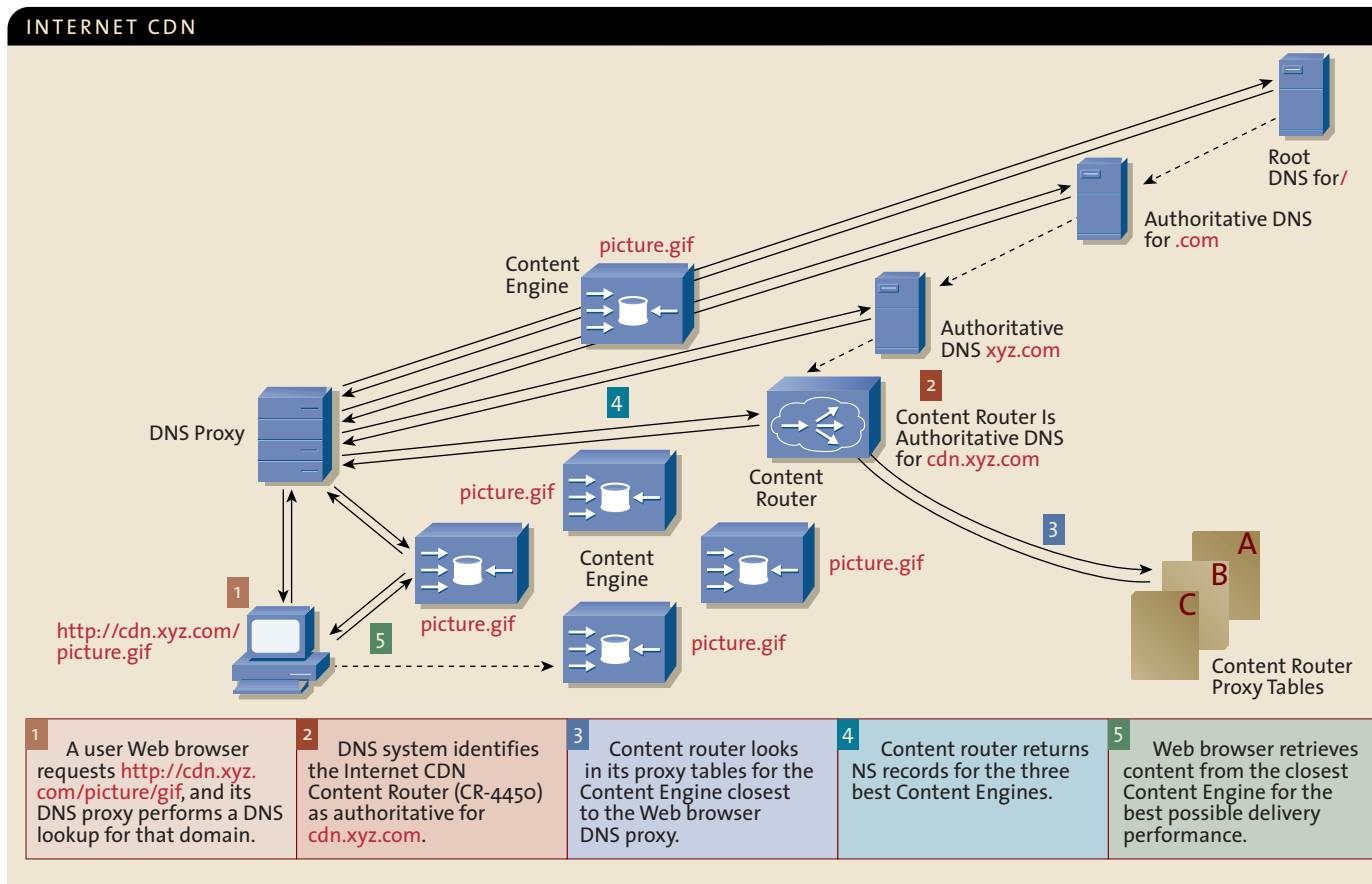 INTERNET CDN
Root
DNS for/
Authoritative DNS
for .com
picture.gif
Content
Engine
Authoritative
DNS xyz.com
2
Content Router Is
Authoritative DNS
for cdn.xyz.com
4
DNS Proxy
Content
Router
picture.gif
3
Content
Engine
picture.gif
A
B
C
1
http://cdn.xyz.com/
picture.gif
5
picture.gif
picture.gif
Content Router
Proxy Tables
1
A user Web browser
requests http://cdn.xyz.
com/picture/gif, and its
DNS proxy performs a DNS
lookup for that domain.
2
DNS system identifies
the Internet CDN
Content Router (CR-4450)
as authoritative for
cdn.xyz.com.
3
Content router looks
in its proxy tables for the
Content Engine closest
to the Web browser
DNS proxy.
4
Content router returns
NS records for the three
best Content Engines.
5
Web browser retrieves
content from the closest
Content Engine for the
best possible delivery
performance.